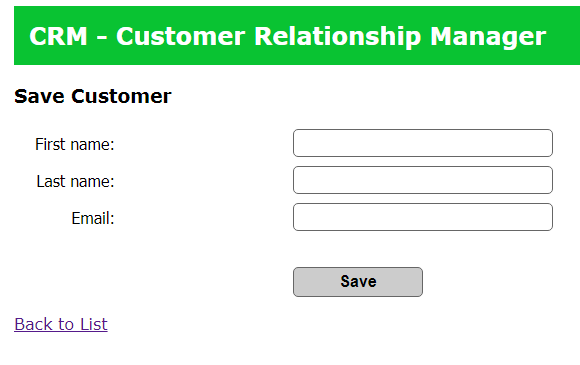 CRM - Customer Relationship Manager
Save Customer
First name:
Last name:
Email:
Save
Back to List